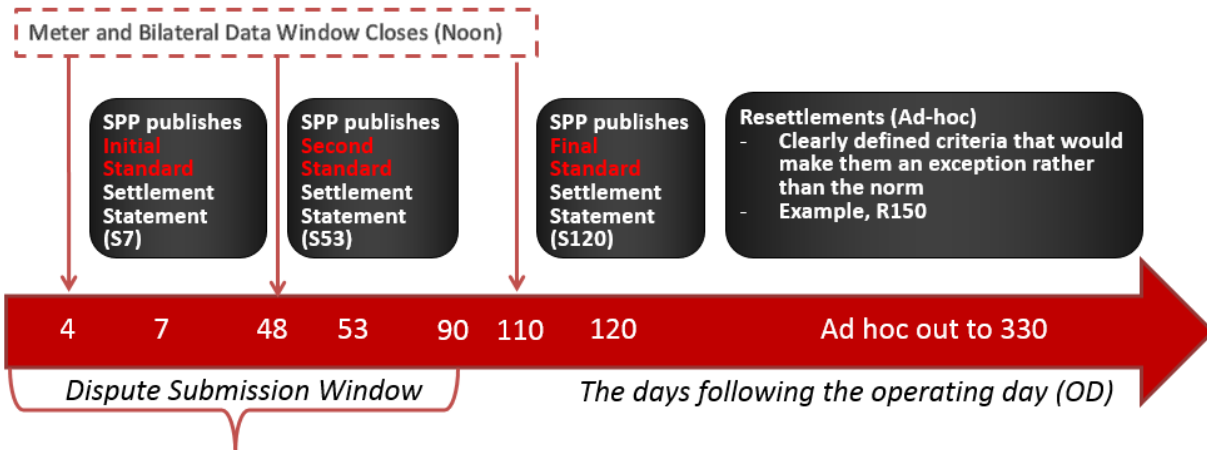 Meter and Bilateral Data Window Closes (Noon)
SPP publishes
Initial
Standard
Settlement
Statement
(S7)
SPP publishes
Second
Standard
Settlement
Statement
(S53)
SPP publishes
Final
Standard
Settlement
Statement
(S120)
Resettlements (Ad-hoc)
- Clearly defined criteria that would
make them an exception rather
than the norm
- Example, R150
4 7 48 53 90 110 120 Ad hoc out to 330
Dispute Submission Window
The days following the operating day (OD)